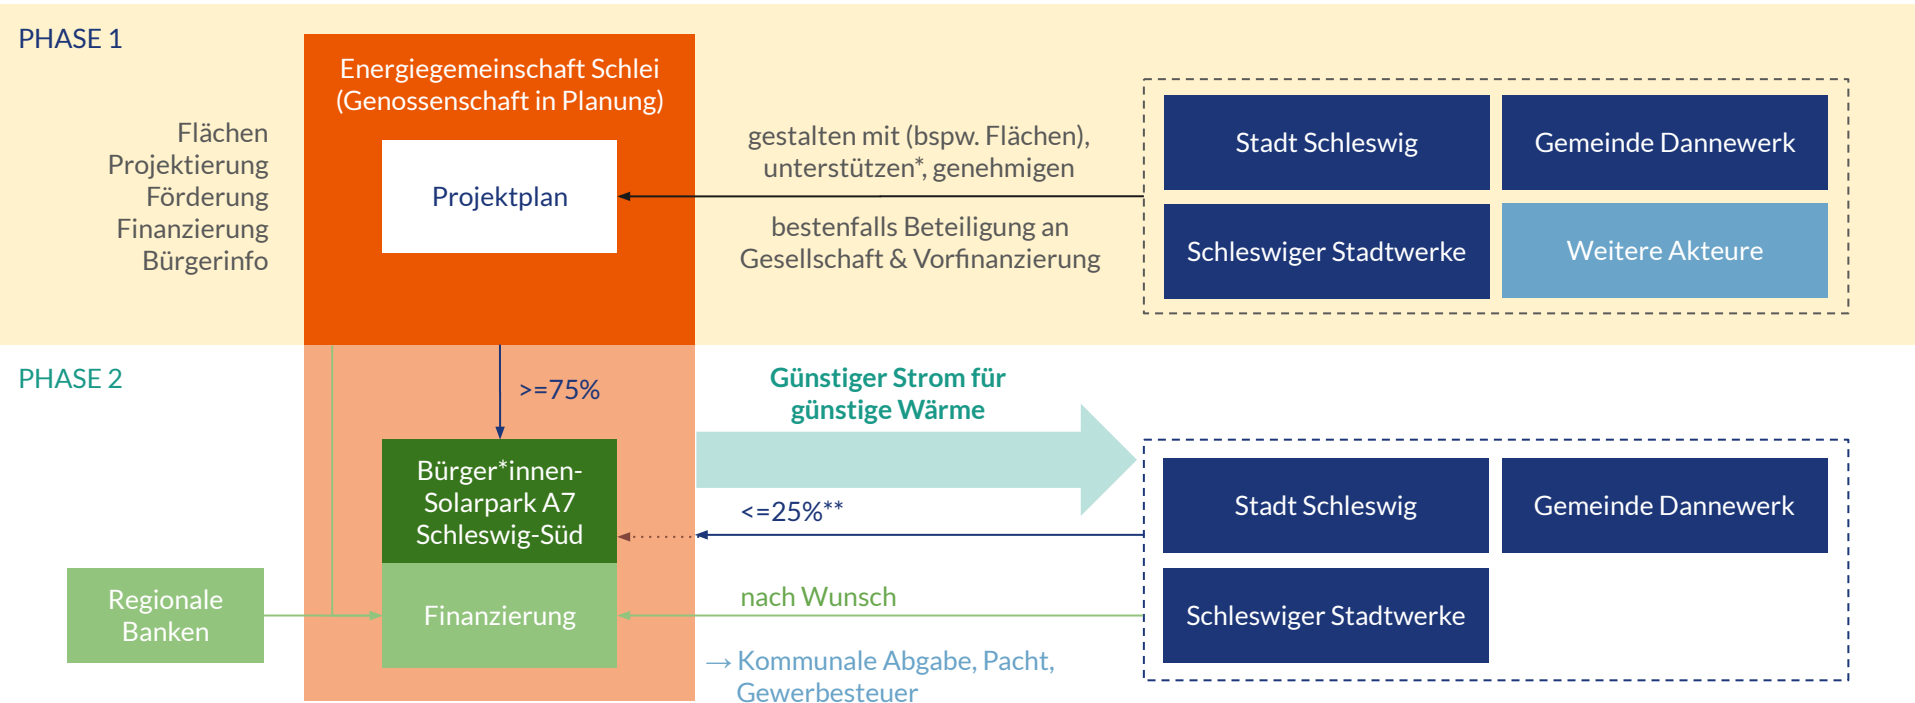 PHASE 1
Energiegemeinschaft Schlei
(Genossenschaft in Planung)
Flächen
Projektierung
Förderung
Finanzierung
Bürgerinfo
Projektplan
gestalten mit (bspw. Flächen),
unterstützen*, genehmigen
bestenfalls Beteiligung an
Gesellschaft & Vorfinanzierung
Stadt Schleswig
Gemeinde Dannewerk
Schleswiger Stadtwerke
Weitere Akteure
PHASE 2
>=75%
Günstiger Strom für
günstige Wärme
Bürger*innen-
Solarpark A7
Schleswig-Süd
<=25%**
Stadt Schleswig
Gemeinde Dannewerk
Regionale
Banken
Finanzierung
nach Wunsch
Schleswiger Stadtwerke
→ Kommunale Abgabe, Pacht,
Gewerbesteuer